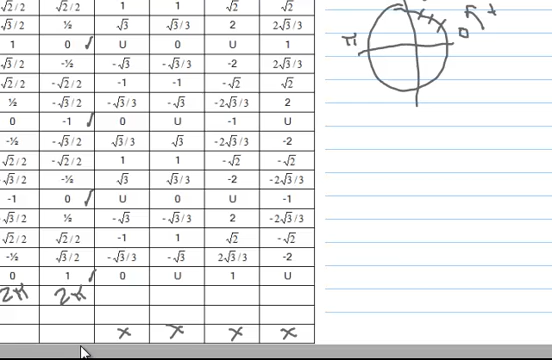 √2/2 √2/2 1 1 √2 √2
√3/2 ½ √3 √3/3 2 2√3/3
1 0 ✓ U 0 U 1
√3/2 -½ -√3 -√3/3 -2 2√3/3
√2/2 -√2/2 -1 -1 -√2 √2
½ -√3/2 -√3/3 -√3 -2√3/3 2
0 -1 ✓ 0 U -1 U
-½ -√3/2 √3/3 √3 -2√3/3 -2
√2/2 -√2/2 1 1 -√2 -√2
√3/2 -½ √3 √3/3 -2 -2√3/3
-1 0 ✓ U 0 U -1
√3/2 ½ -√3 -√3/3 2 -2√3/3
√2/2 √2/2 -1 1 √2 -√2
-½ √3/2 -√3/3 -√3 2√3/3 -2
0 1 ✓ 0 U 1 U
2π 2π
x x x x
π 0